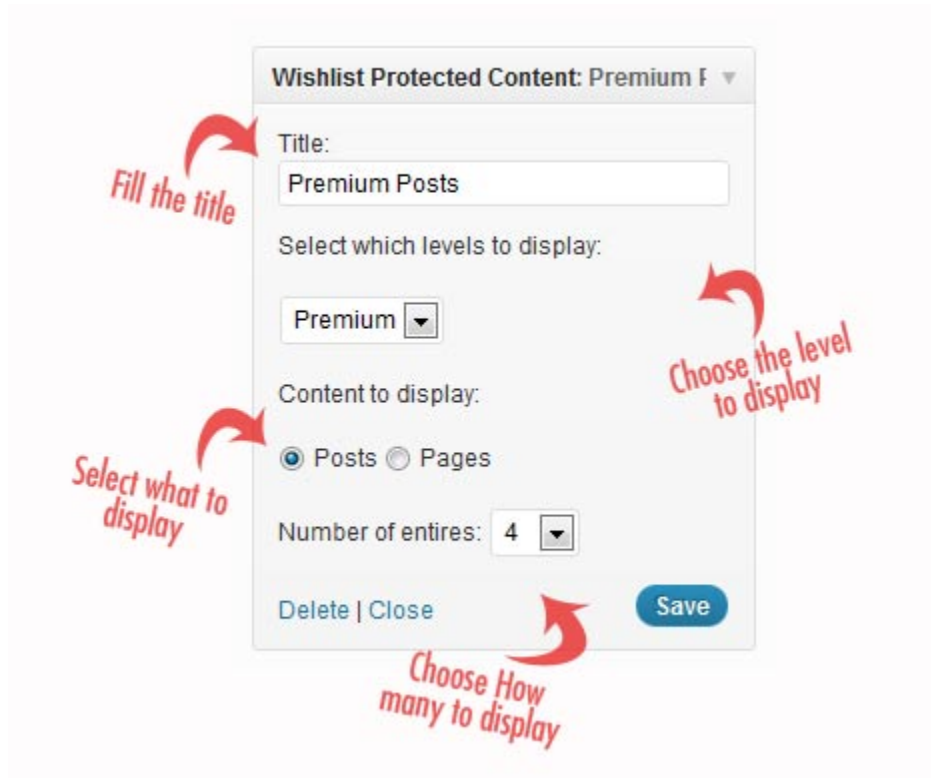 Wishlist Protected Content: Premium F
Title:
Fill the title
Premium Posts
Select which levels to display:
Premium
Choose the level
to display
Content to display:
Posts Pages
Select what to
display
Number of entires: 4
Delete | Close
Save
Choose How
many to display